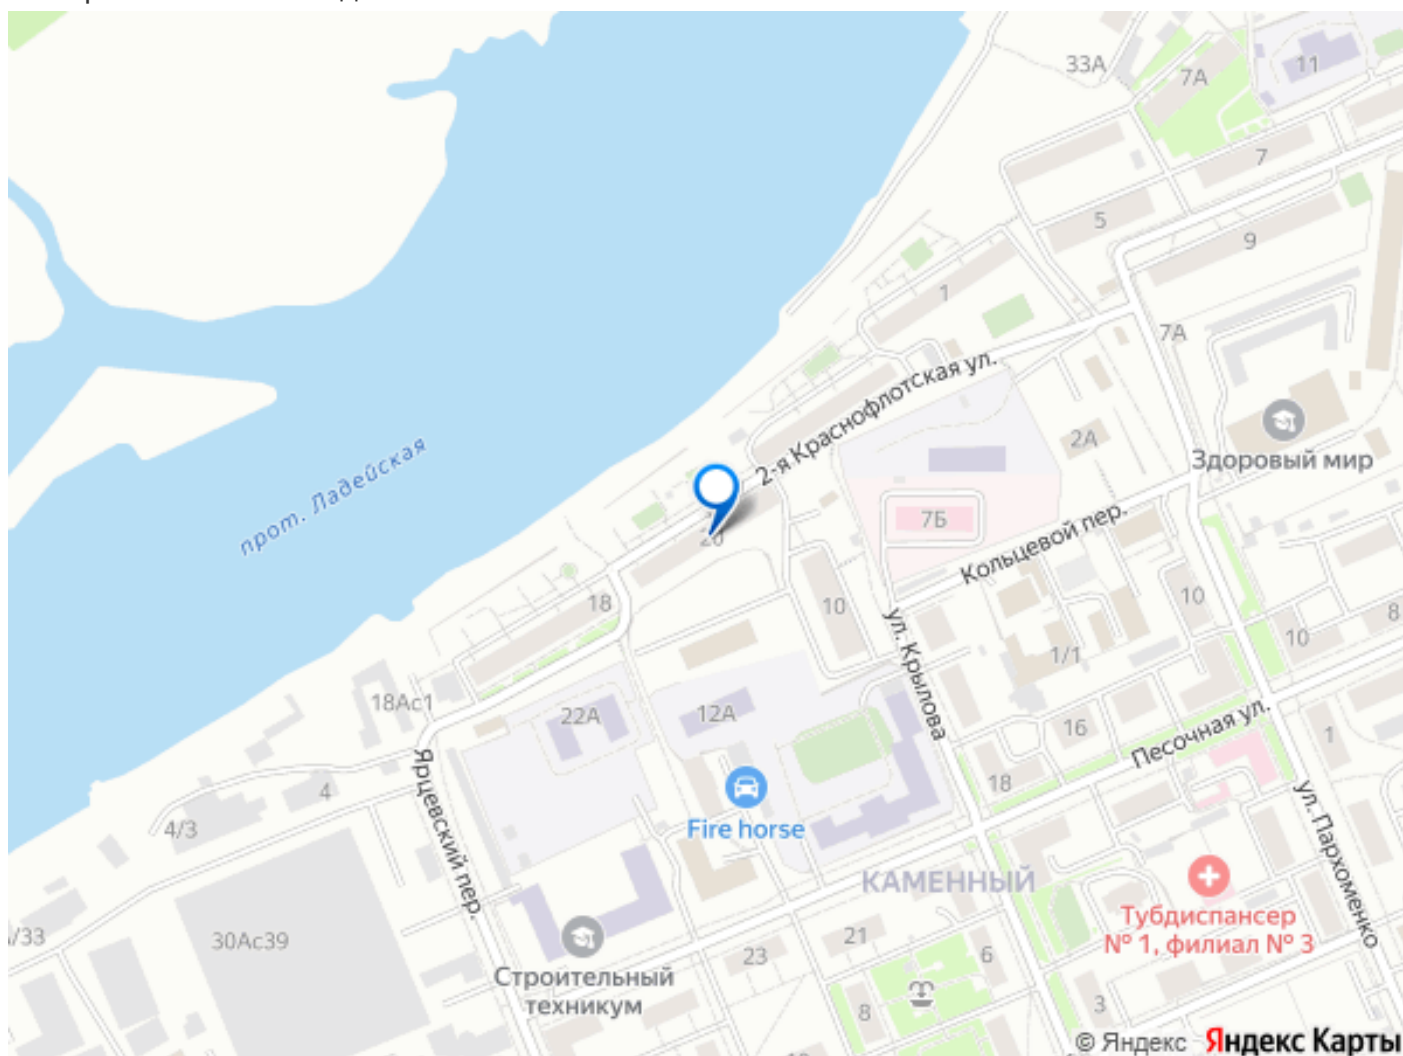 33А
7А
11
7
5
9
1
7А
2-я Краснофлотская ул.
2А
Здоровый мир
прот. Ладейская
7Б
20
Кольцевой пер.
18
10
10
10
8
ул. Крылова
1/1
18Ас1
22А
12А
16
Песочная ул.
1
Ярцевский пер.
4
18
4/3
Fire horse
ул. Пархоменко
КАМЕННЫЙ
Тубдиспансер
№ 1, филиал № 3
/33
30Ас39
21
23
6
Строительный
техникум
8
3
© Яндекс Яндекс Карты